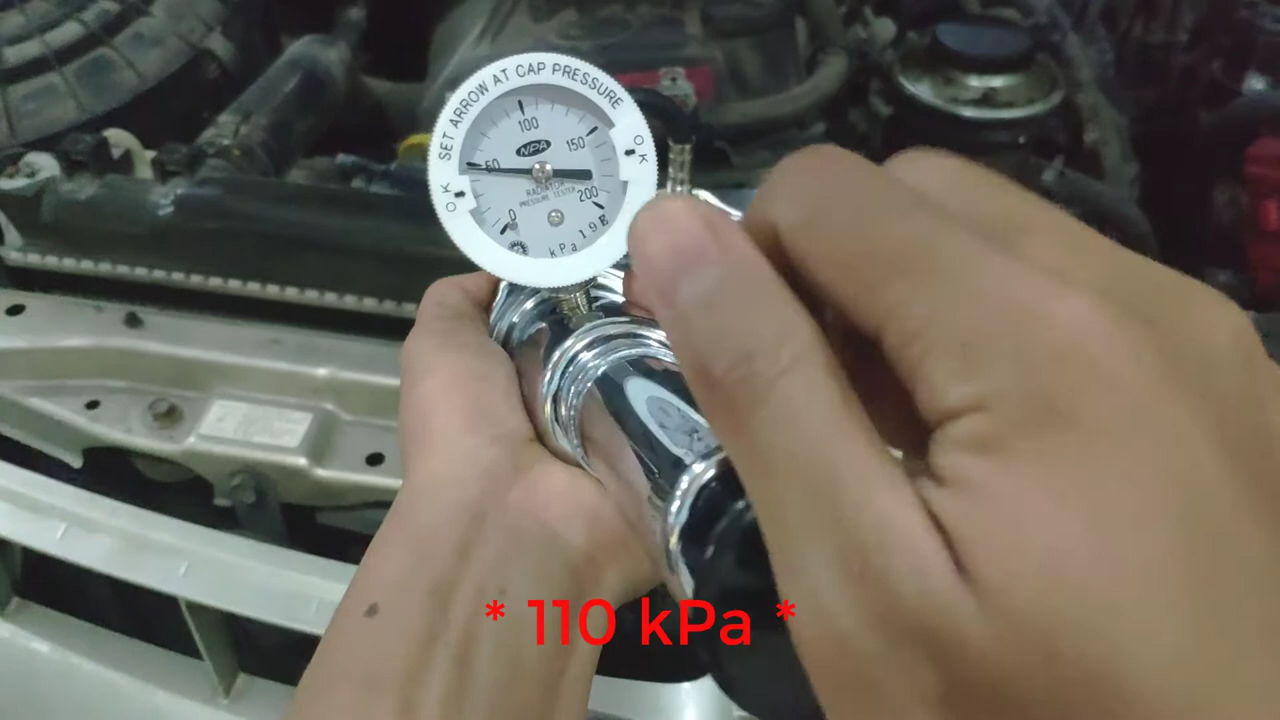 SET ARROW AT CAP PRESSURE
OK
OK
0
50
100
150
200
NPA
RADIATOR
PRESSURE TESTER
kPa
19E
* 110 kPa *